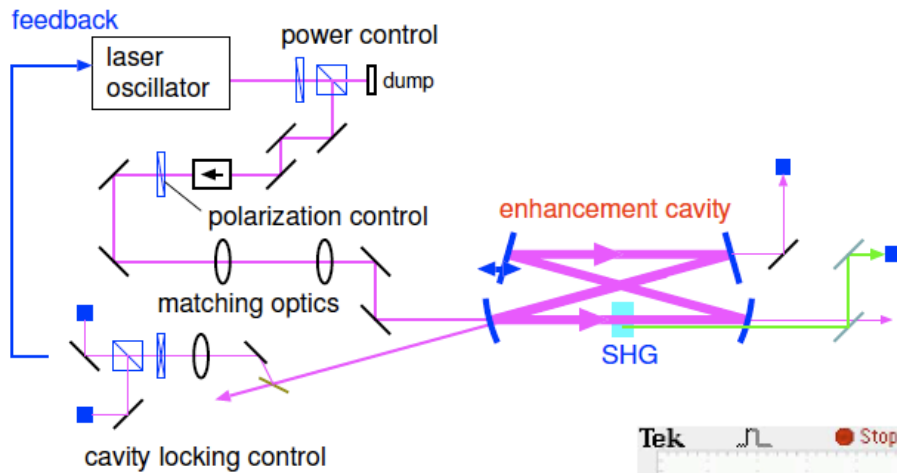 feedback
laser
oscillator
power control
dump
polarization control
enhancement cavity
matching optics
SHG
cavity locking control
Tek
Stop